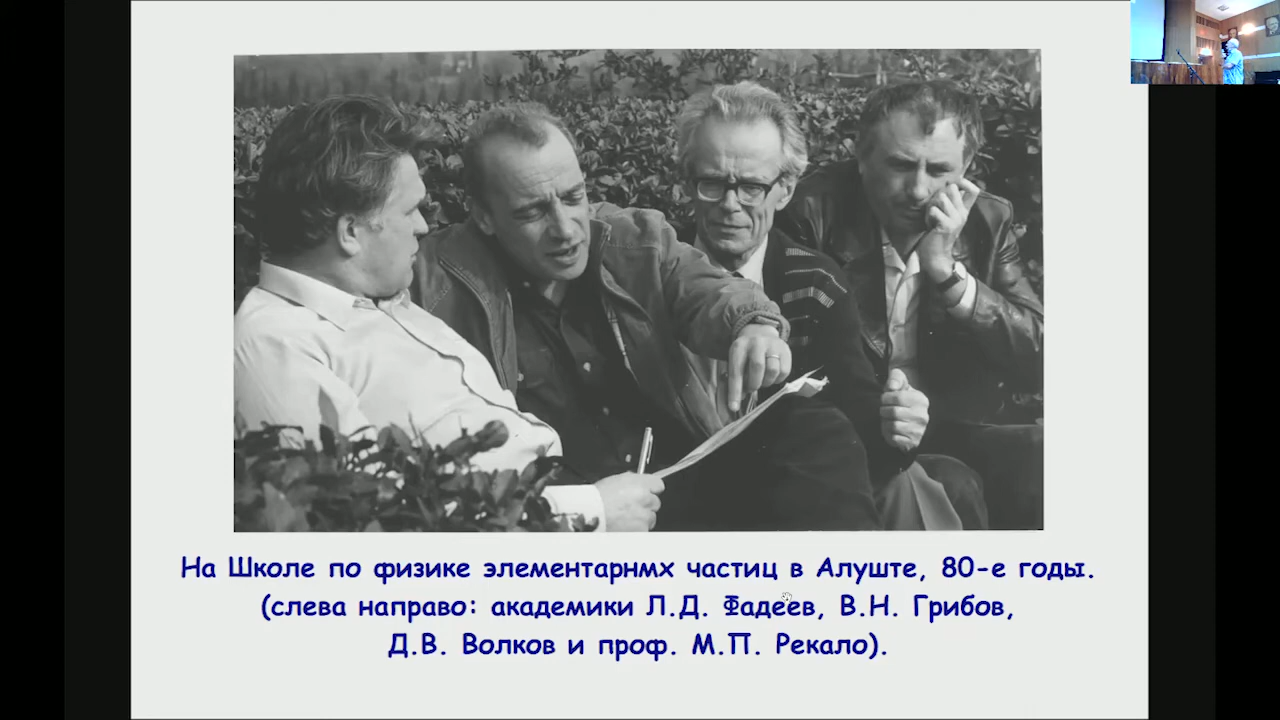 На Школе по физике элементарнмх частиц в Алуште, 80-е годы.
(слева направо: академики Л.Д. Фадеев, В.Н. Грибов,
Д.В. Волков и проф. М.П. Рекало).